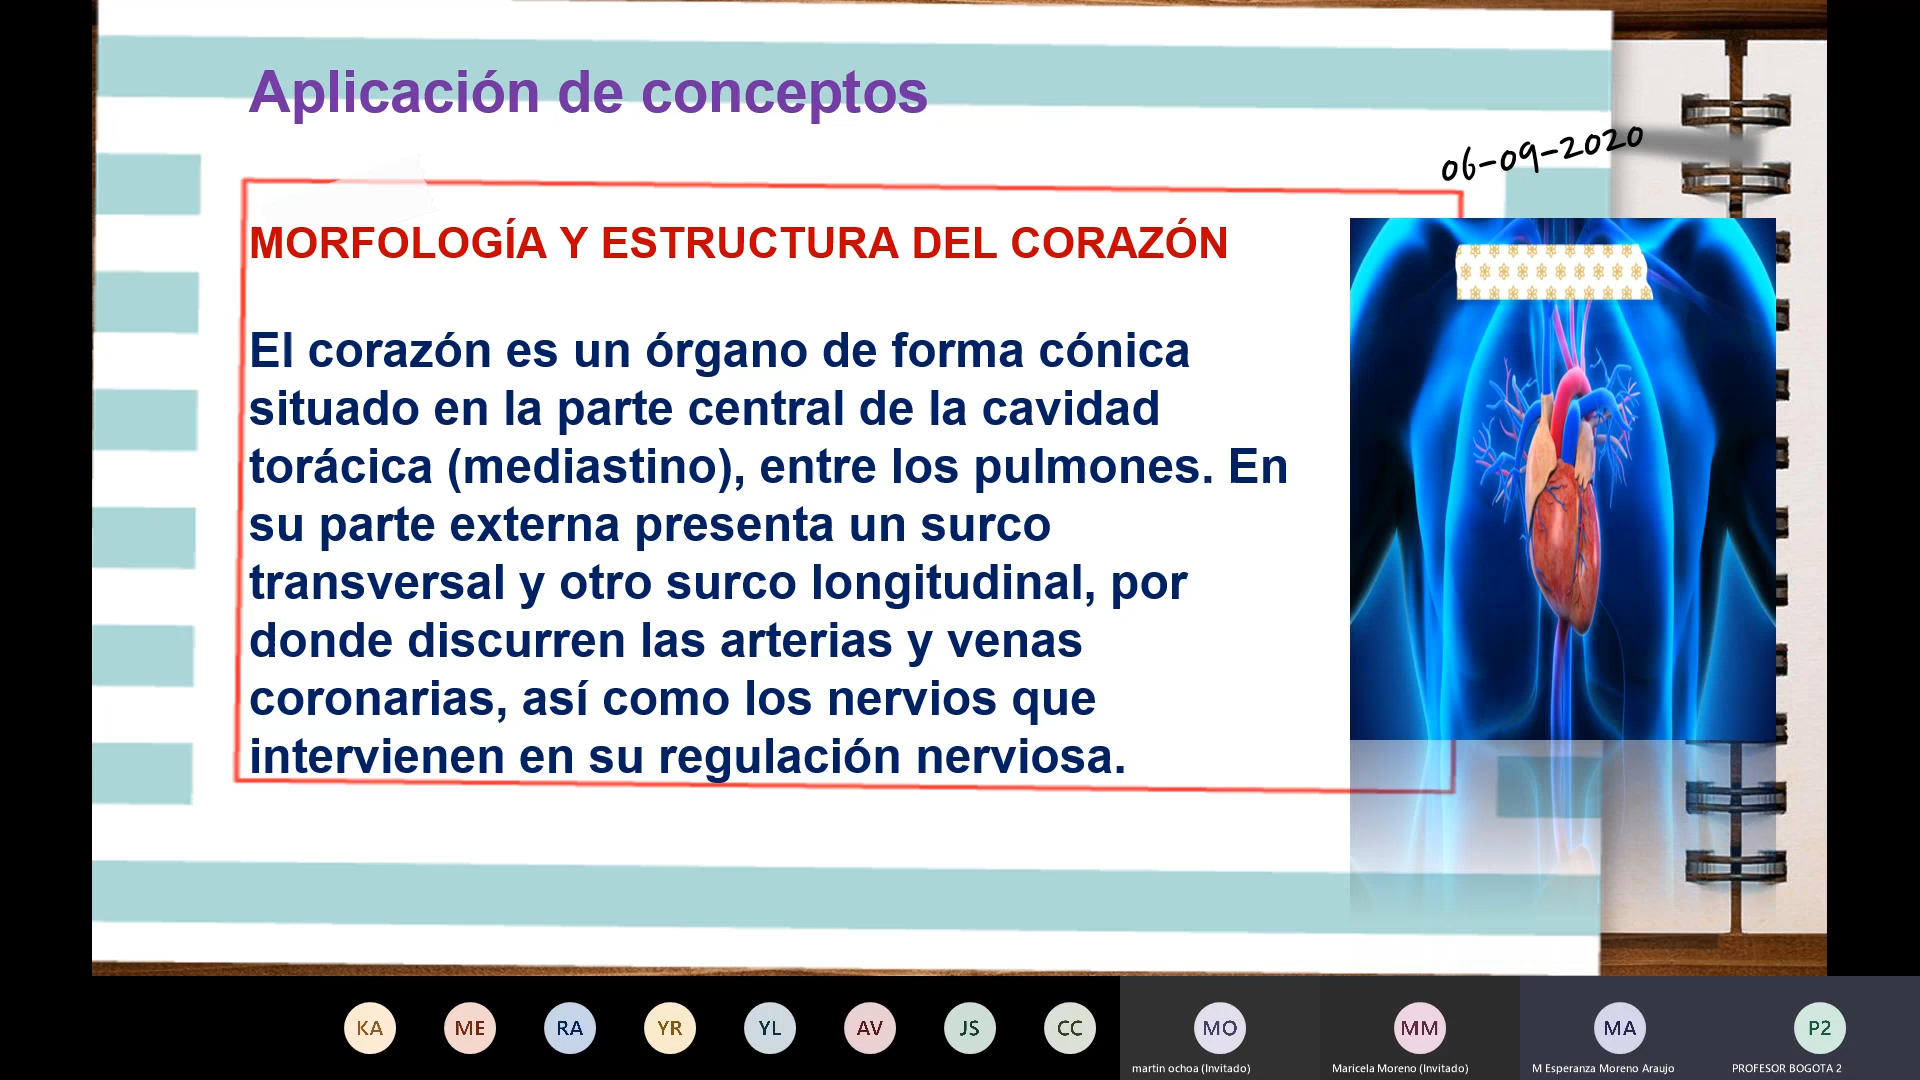 Aplicación de conceptos
06-09-2020
MORFOLOGÍA Y ESTRUCTURA DEL CORAZÓN
El corazón es un órgano de forma cónica
situado en la parte central de la cavidad
torácica (mediastino), entre los pulmones. En
su parte externa presenta un surco
transversal y otro surco longitudinal, por
donde discurren las arterias y venas
coronarias, así como los nervios que
intervienen en su regulación nerviosa.
KA ME RA YR YL AV JS CC MO MM MA P2
martin ochoa (Invitado) Maricela Moreno (Invitado) M Esperanza Moreno Araujo PROFESOR BOGOTA 2